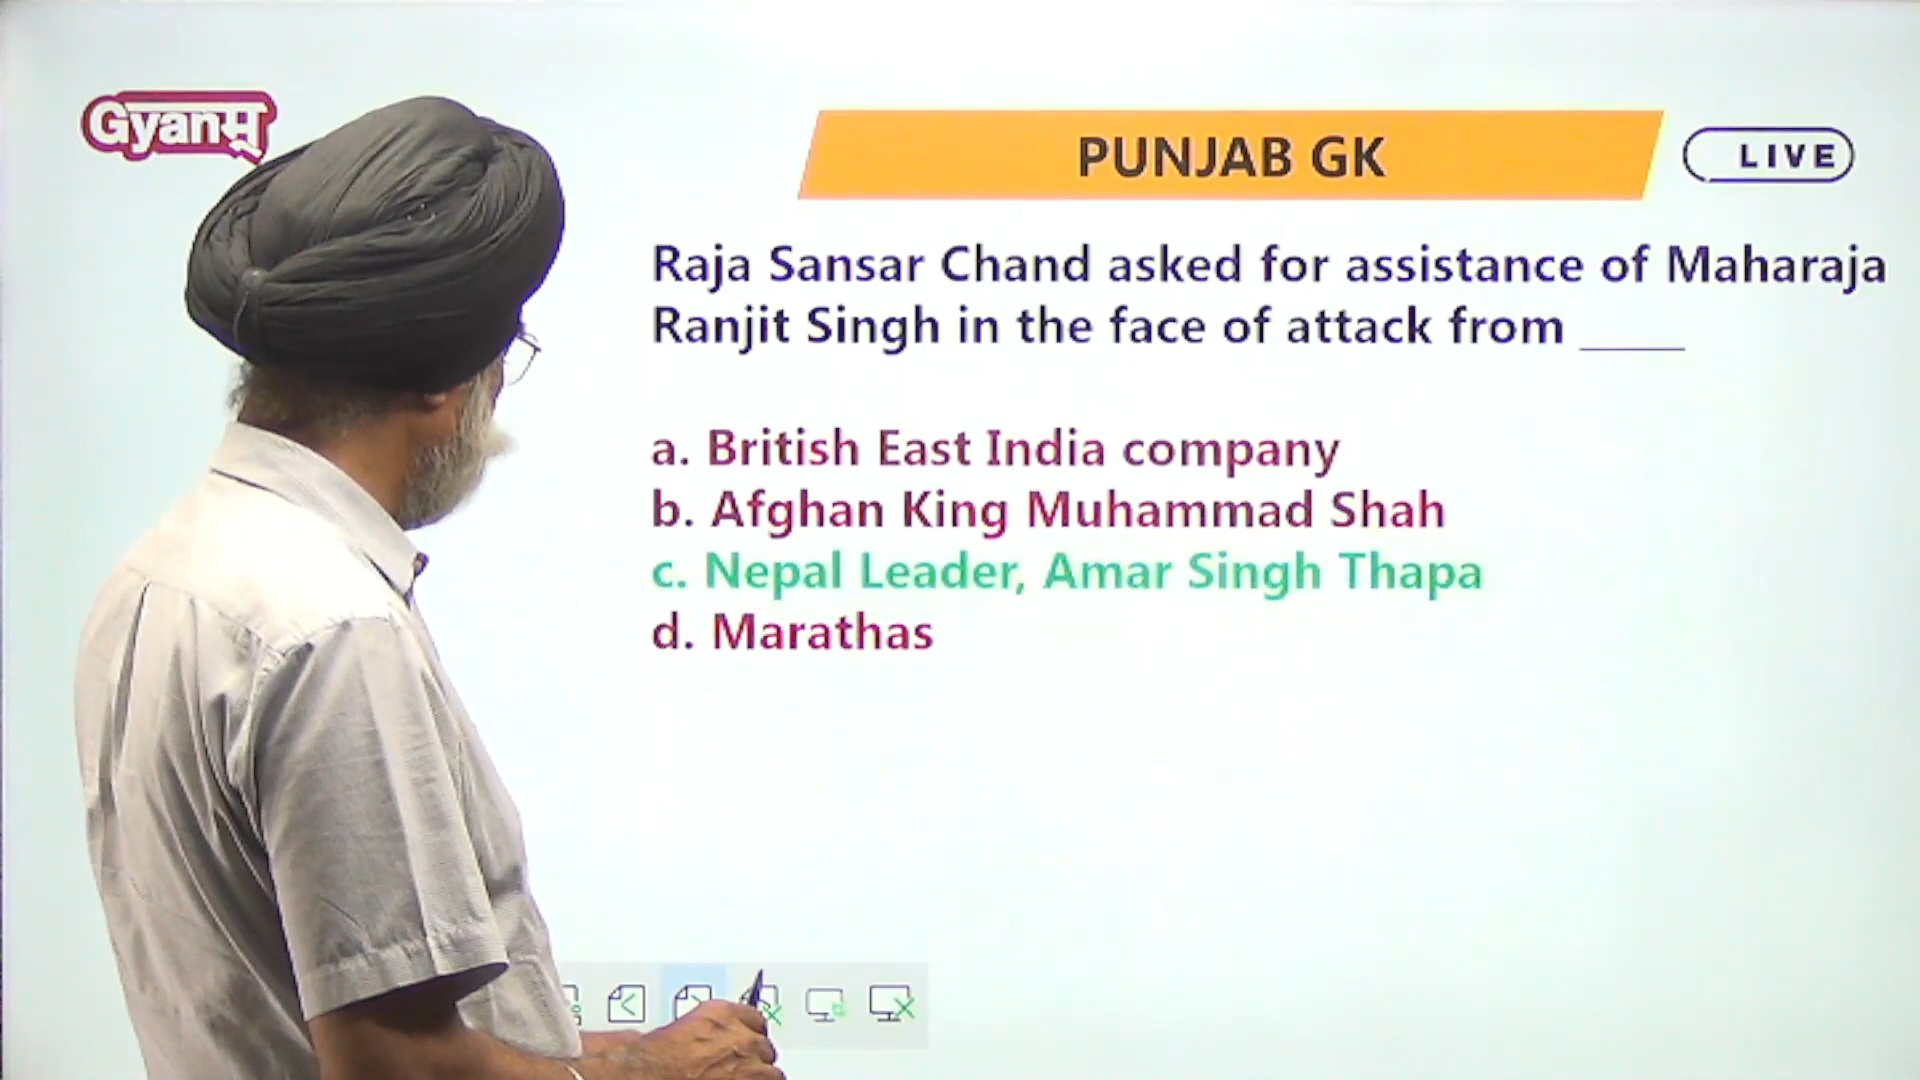 Gyanम्
PUNJAB GK
LIVE
Raja Sansar Chand asked for assistance of Maharaja
Ranjit Singh in the face of attack from _____
a. British East India company
b. Afghan King Muhammad Shah
c. Nepal Leader, Amar Singh Thapa
d. Marathas